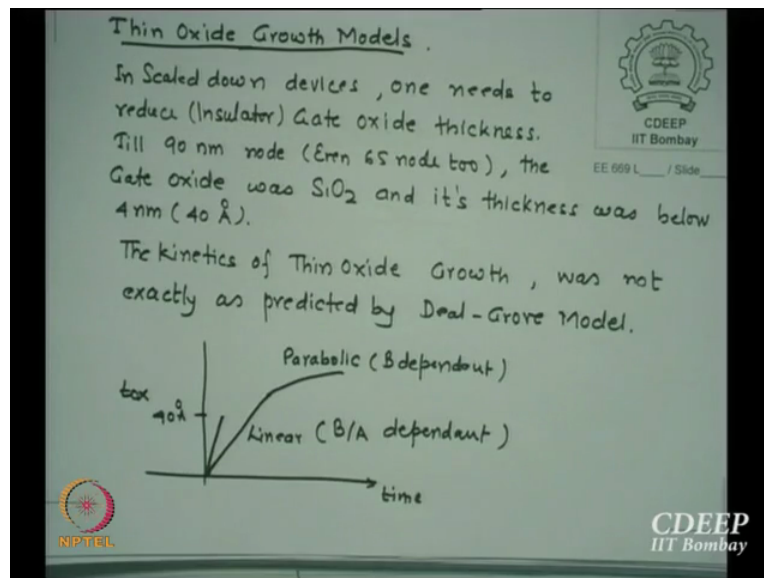 Thin Oxide Growth Models.
In Scaled down devices, one needs to
reduce (Insulator) Gate oxide thickness.
Till 90 nm node (Even 65 node too), the
Gate oxide was SiO2 and it's thickness was below
4 nm (40 Å).
The kinetics of Thin Oxide Growth, was not
exactly as predicted by Deal-Grove Model.
Parabolic (B dependent)
tox
40Å
Linear (B/A dependant)
time
CDEEP
IIT Bombay
EE 669 L____ / Slide____
NPTEL
CDEEP
IIT Bombay